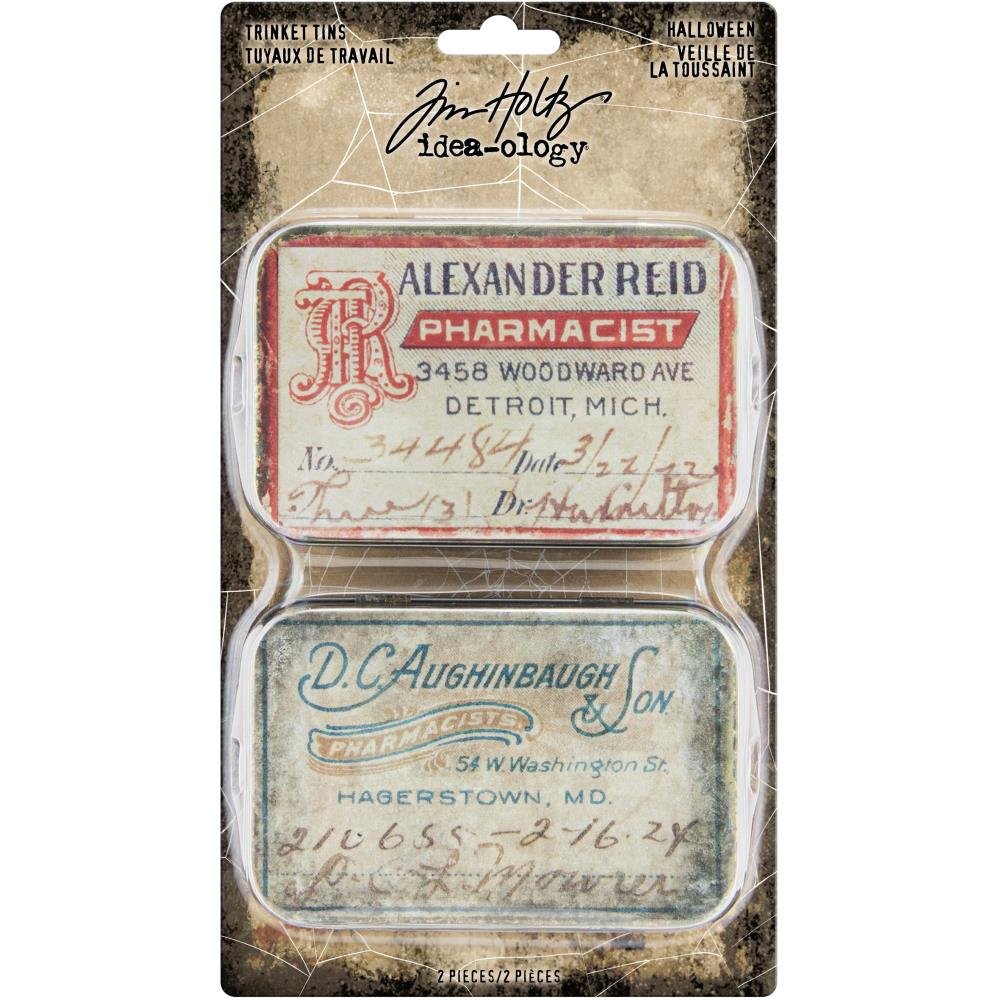 TRINKET TINS
TUYAUX DE TRAVAIL
HALLOWEEN
VEILLE DE
LA TOUSSAINT
Tim Holtz
idea-ology
R
ALEXANDER REID
PHARMACIST
3458 WOODWARD AVE
DETROIT, MICH.
No. 34484 Date 3/22/22
Three (3) Dr.
D. C. AUGHINBAUGH
& SON
PHARMACISTS.
54 W. Washington St.
HAGERSTOWN, MD.
210655-2-16-24
Mowrer
2 PIECES/2 PIÈCES